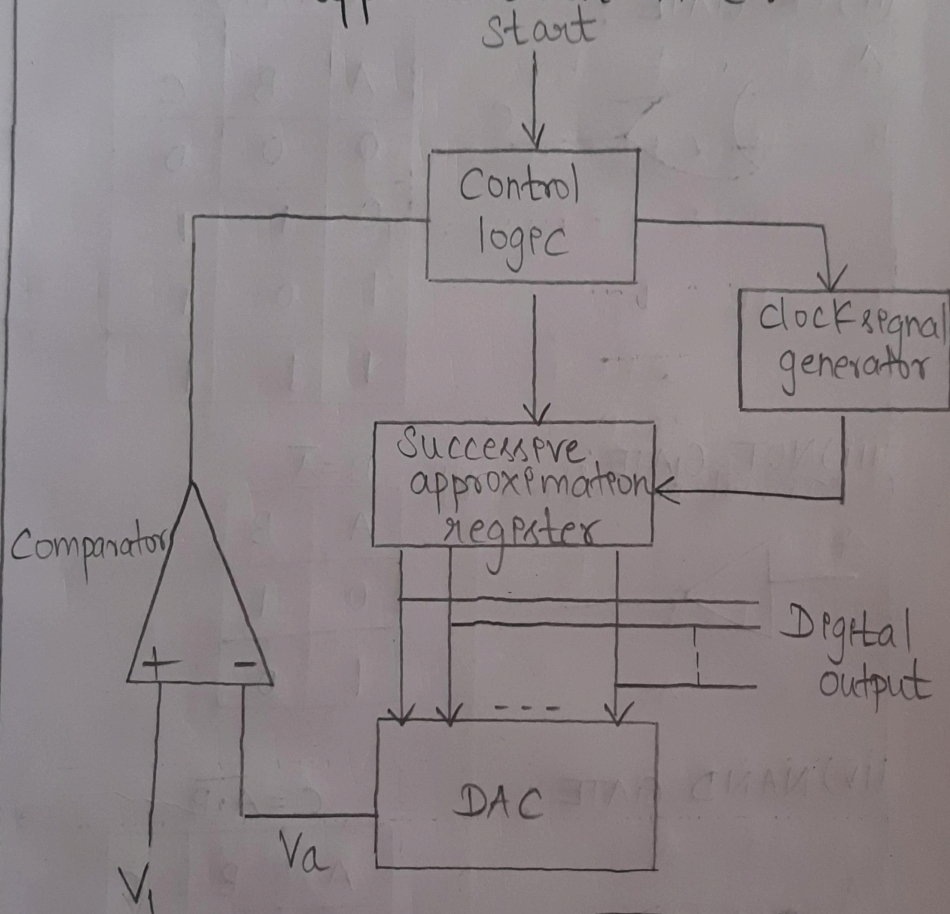 Start
Control
logic
Clock signal
generator
Successive
approximation
register
Comparator
+ -
Digital
output
DAC
Va
V1